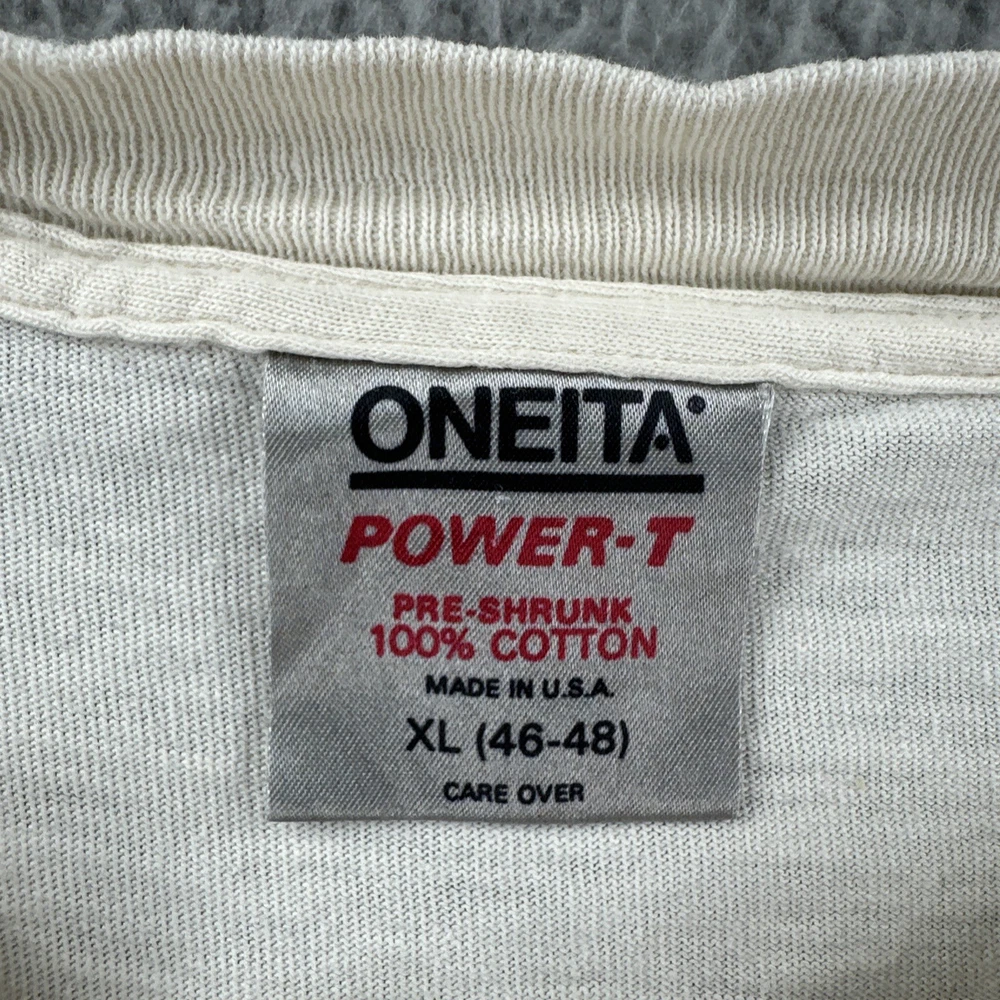 ONEITA®
POWER-T
PRE-SHRUNK
100% COTTON
MADE IN U.S.A.
XL (46-48)
CARE OVER